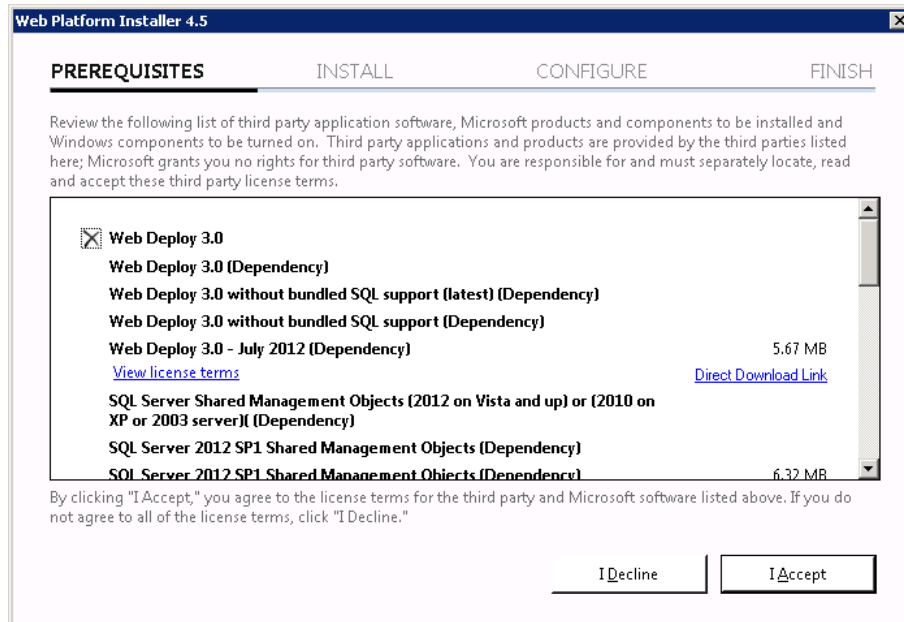 Web Platform Installer 4.5
PREREQUISITES INSTALL CONFIGURE FINISH
Review the following list of third party application software, Microsoft products and components to be installed and
Windows components to be turned on. Third party applications and products are provided by the third parties listed
here; Microsoft grants you no rights for third party software. You are responsible for and must separately locate, read
and accept these third party license terms.
Web Deploy 3.0
Web Deploy 3.0 (Dependency)
Web Deploy 3.0 without bundled SQL support (latest) (Dependency)
Web Deploy 3.0 without bundled SQL support (Dependency)
Web Deploy 3.0 - July 2012 (Dependency) 5.67 MB
View license terms Direct Download Link
SQL Server Shared Management Objects (2012 on Vista and up) or (2010 on
XP or 2003 server)( (Dependency)
SQL Server 2012 SP1 Shared Management Objects (Dependency)
SQL Server 2012 SP1 Shared Management Objects (Dependency) 6.32 MB
By clicking "I Accept," you agree to the license terms for the third party and Microsoft software listed above. If you do
not agree to all of the license terms, click "I Decline."
I Decline I Accept